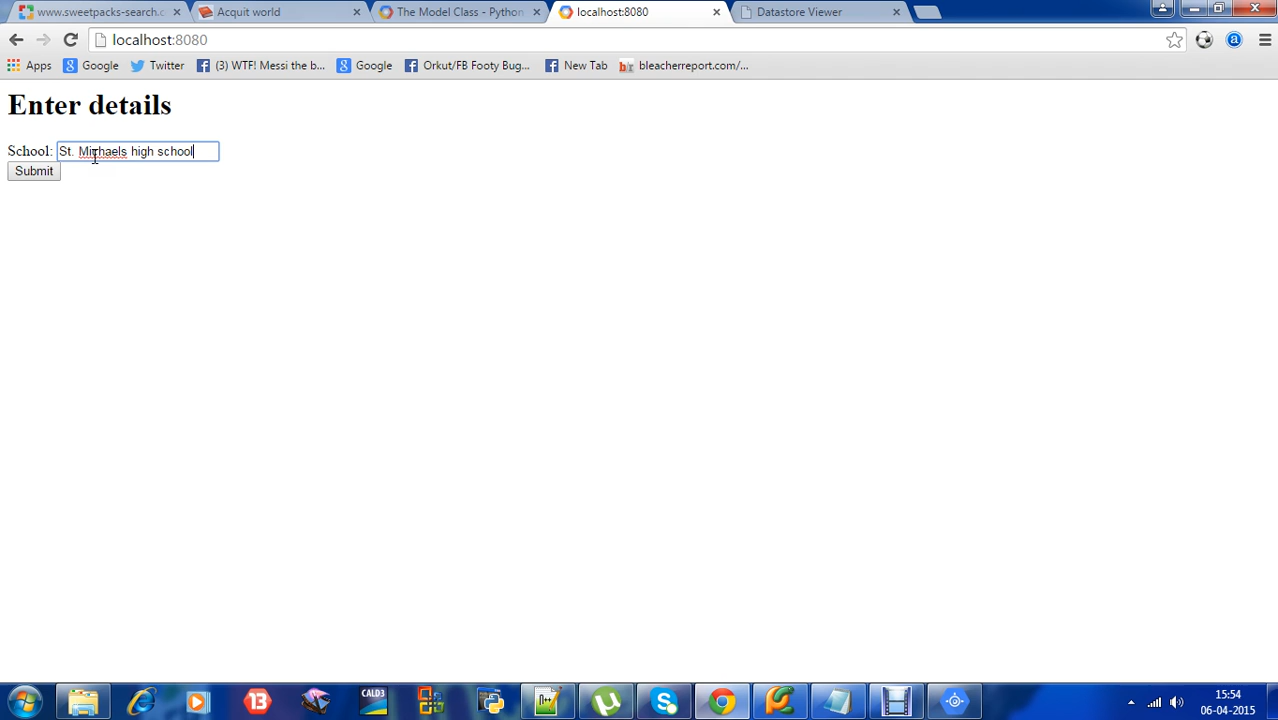 www.sweetpacks-search.c
Acquit world
The Model Class - Python
localhost:8080
Datastore Viewer
localhost:8080
Apps
Google
Twitter
(3) WTF! Messi the b...
Google
Orkut/FB Footy Bug...
New Tab
bleacherreport.com/...
Enter details
School: St. Michaels high school
Submit
13
CALD3
15:54
06-04-2015